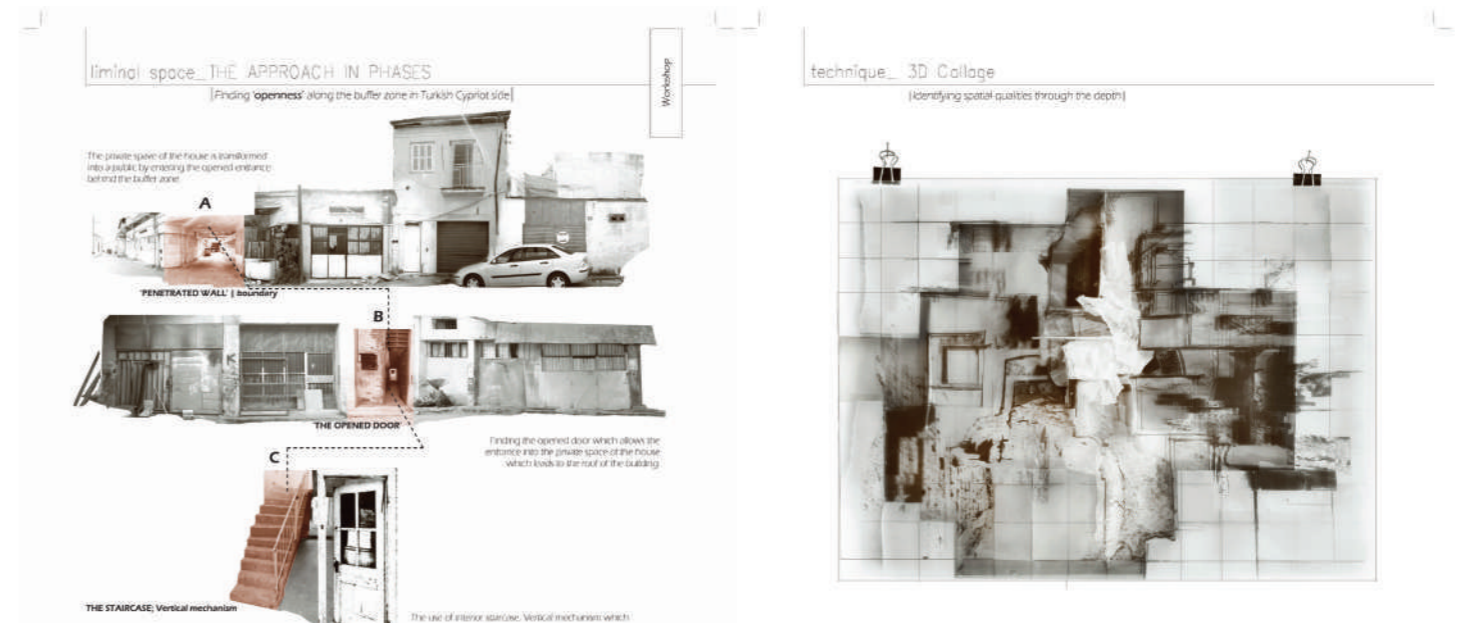 liminal space_THE APPROACH IN PHASES
|Finding 'openness' along the buffer zone in Turkish Cypriot side|
Workshop
The private space of the house is transformed
into a public by entering the opened entrance
behind the buffer zone
A
'PENETRATED WALL' | boundary
B
THE OPENED DOOR
Finding the opened door which allows the
entrance into the private space of the house
which leads to the roof of the building
C
THE STAIRCASE; Vertical mechanism
The use of interior staircase, Vertical mechanism which
technique_ 3D Collage
|Identifying spatial qualities through the depth|